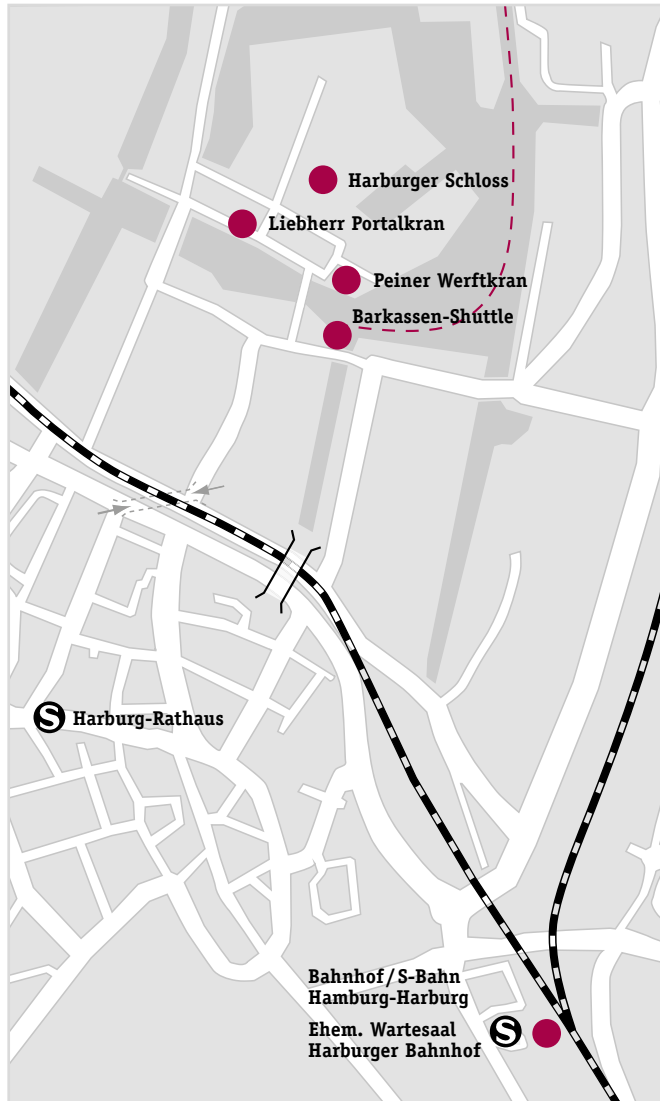 Harburger Schloss
Liebherr Portalkran
Peiner Werftkran
Barkassen-Shuttle
S Harburg-Rathaus
Bahnhof/S-Bahn
Hamburg-Harburg
Ehem. Wartesaal
Harburger Bahnhof
S